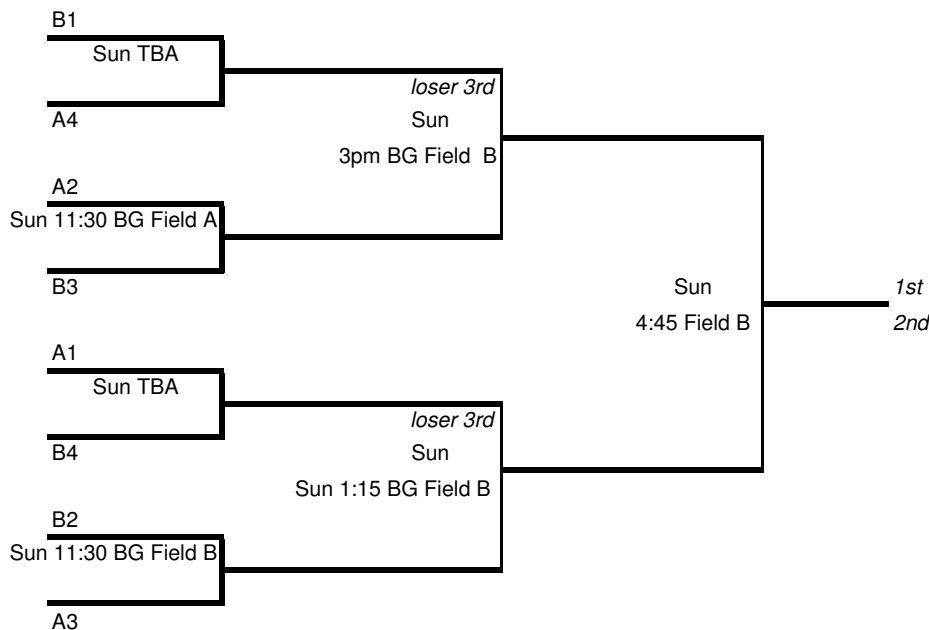 B1
Sun TBA
A4
loser 3rd
Sun
3pm BG Field B
A2
Sun 11:30 BG Field A
B3
Sun
4:45 Field B
1st
2nd
A1
Sun TBA
B4
loser 3rd
Sun
Sun 1:15 BG Field B
B2
Sun 11:30 BG Field B
A3